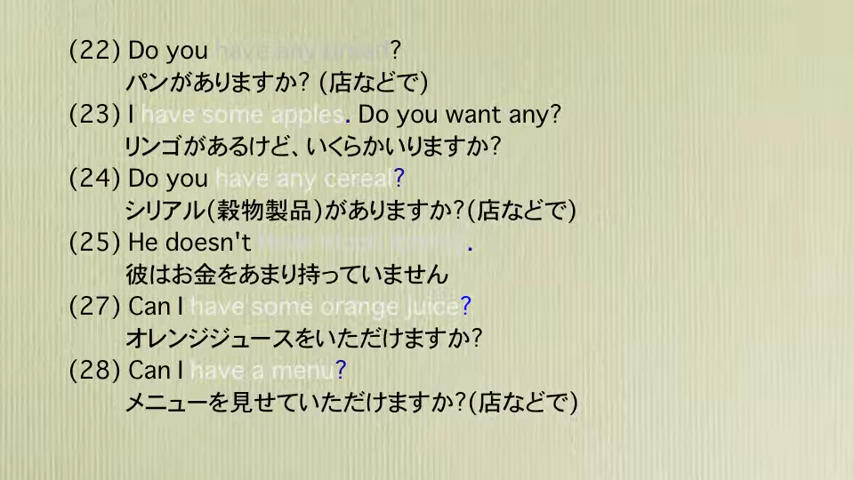 (22) Do you have any bread?
パンがありますか? (店などで)
(23) I have some apples. Do you want any?
リンゴがあるけど、いくらかいりますか?
(24) Do you have any cereal?
シリアル(穀物製品)がありますか?(店などで)
(25) He doesn't have .
彼はお金をあまり持っていません
(27) Can I have some orange juice?
オレンジジュースをいただけますか?
(28) Can I have a menu?
メニューを見せていただけますか?(店などで)